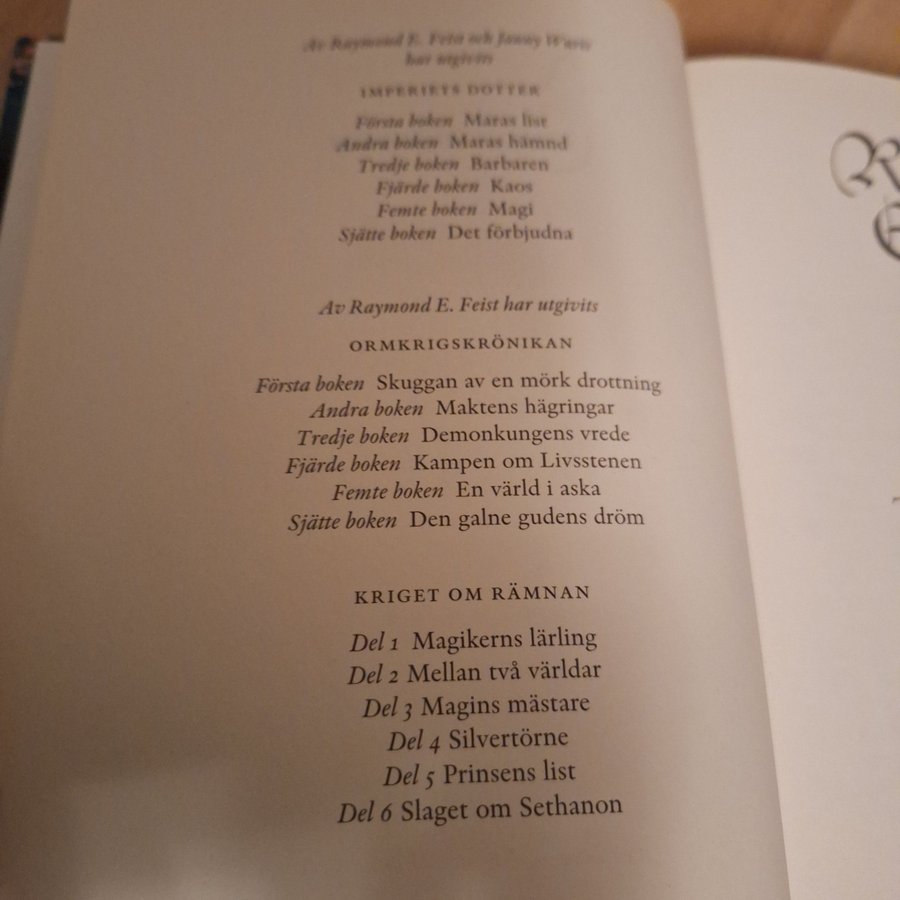 Av Raymond E. Feist och Janny Wurts
har utgivits
IMPERIETS DOTTER
Första boken Maras list
Andra boken Maras hämnd
Tredje boken Barbaren
Fjärde boken Kaos
Femte boken Magi
Sjätte boken Det förbjudna
Av Raymond E. Feist har utgivits
ORMKRIGSKRÖNIKAN
Första boken Skuggan av en mörk drottning
Andra boken Maktens hägringar
Tredje boken Demonkungens vrede
Fjärde boken Kampen om Livsstenen
Femte boken En värld i aska
Sjätte boken Den galne gudens dröm
KRIGET OM RÄMNAN
Del 1 Magikerns lärling
Del 2 Mellan två världar
Del 3 Magins mästare
Del 4 Silvertörne
Del 5 Prinsens list
Del 6 Slaget om Sethanon